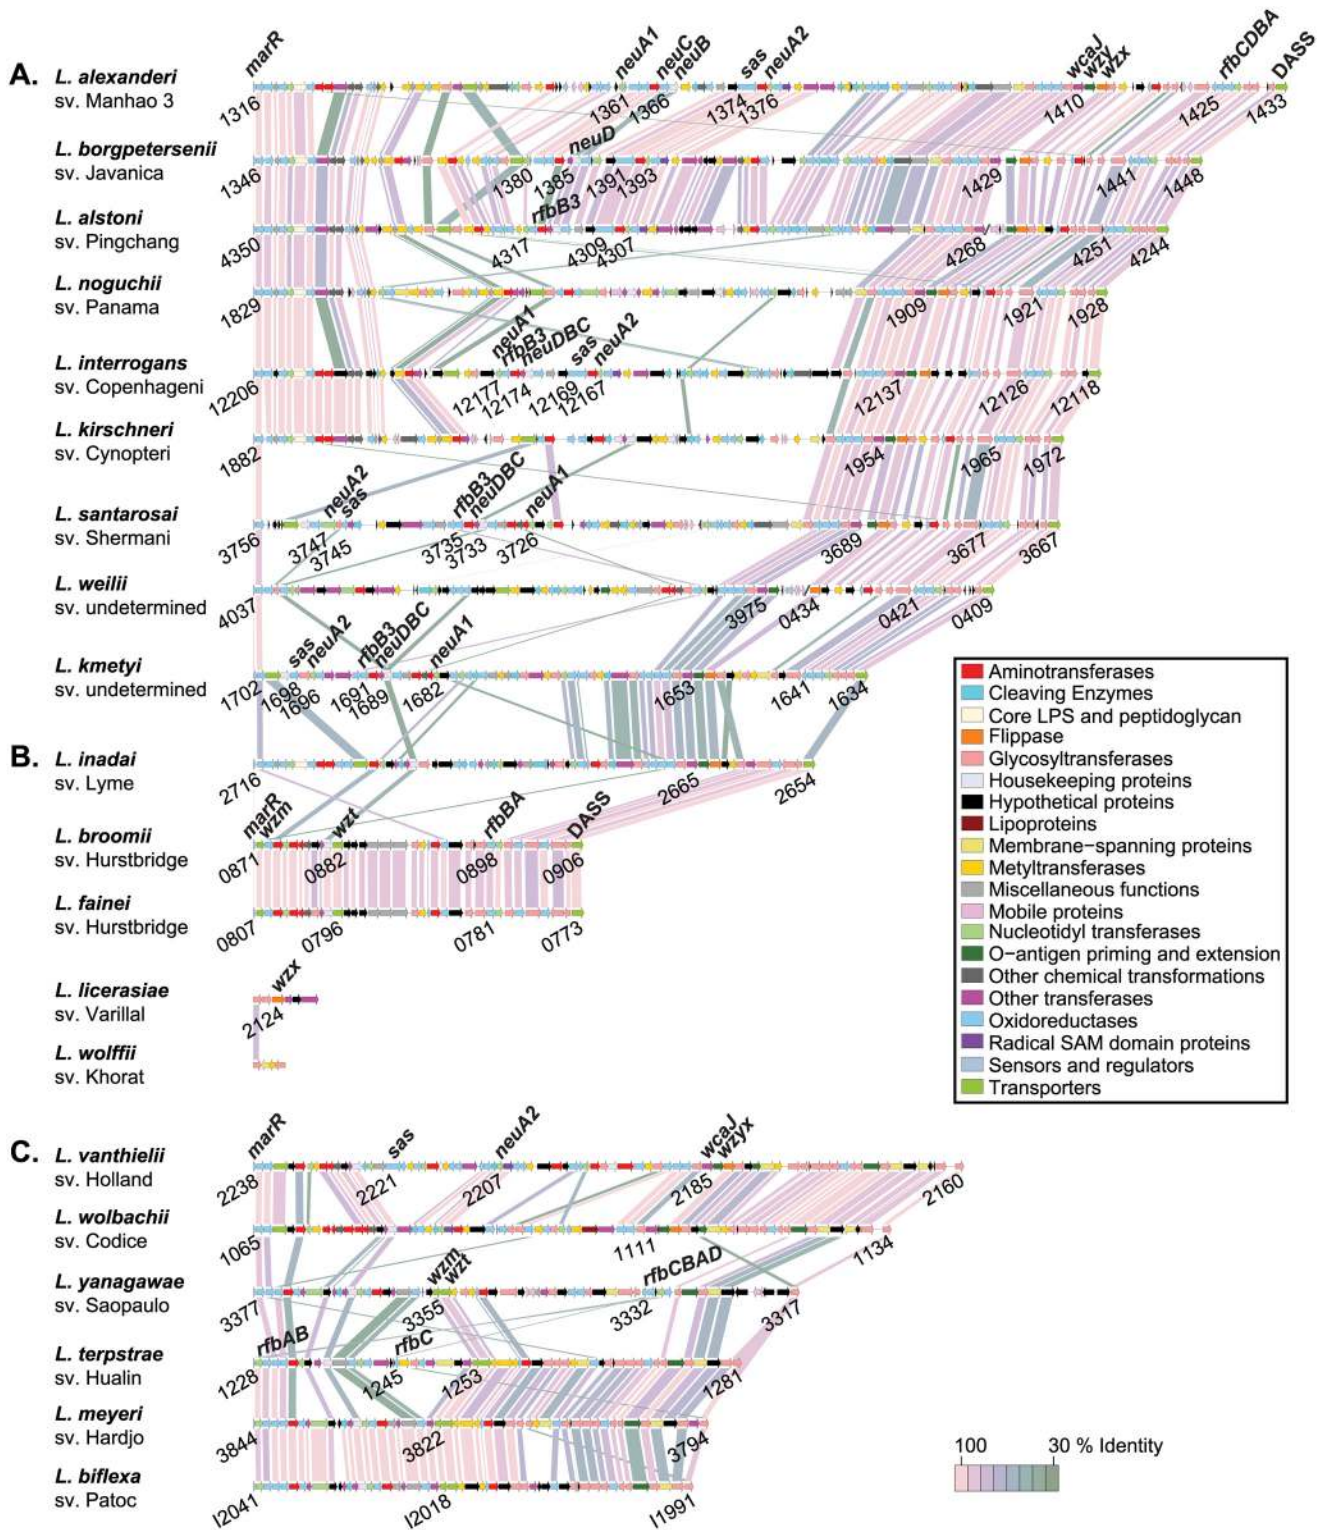 marR neuA1 neuC neuB sas neuA2 wcaJ wzy wzx rfbCDBA DASS
A. L. alexanderi
sv. Manhao 3
1316 1361 1366 1374 1376 1410 1425 1433
neuD
L. borgpetersenii
sv. Javanica
1346 1380 1385 1391 1393 1429 1441 1448
rfbB3
L. alstoni
sv. Pingchang
4350 4317 4309 4307 4268 4251 4244
L. noguchii
sv. Panama
1829 1909 1921 1928
neuA1 rfbB3 neuDBC sas neuA2
L. interrogans
sv. Copenhageni
12206 12177 12174 12169 12167 12137 12126 12118
L. kirschneri
sv. Cynopteri
1882 1954 1965 1972
neuA2 sas rfbB3 neuDBC neuA1
L. santarosai
sv. Shermani
3756 3747 3745 3735 3733 3726 3689 3677 3667
L. weilii
sv. undetermined
4037 3975 0434 0421 0409
sas neuA2 rfbB3 neuDBC neuA1
L. kmetyi
sv. undetermined
1702 1698 1696 1691 1689 1682 1653 1641 1634
B. L. inadai
sv. Lyme
2716 2665 2654
marR wzm wzt rfbBA DASS
L. broomii
sv. Hurstbridge
0871 0882 0898 0906
L. fainei
sv. Hurstbridge
0807 0796 0781 0773
wzx
L. licerasiae
sv. Varillal
2124
L. wolffii
sv. Khorat
Aminotransferases
Cleaving Enzymes
Core LPS and peptidoglycan
Flippase
Glycosyltransferases
Housekeeping proteins
Hypothetical proteins
Lipoproteins
Membrane−spanning proteins
Metyltransferases
Miscellaneous functions
Mobile proteins
Nucleotidyl transferases
O−antigen priming and extension
Other chemical transformations
Other transferases
Oxidoreductases
Radical SAM domain proteins
Sensors and regulators
Transporters
marR sas neuA2 wcaJ wzyx
C. L. vanthielii
sv. Holland
2238 2221 2207 2185 2160
L. wolbachii
sv. Codice
1065 1111 1134
wzm wzt rfbCBAD
L. yanagawae
sv. Saopaulo
3377 3355 3332 3317
rfbAB rfbC
L. terpstrae
sv. Hualin
1228 1245 1253 1281
L. meyeri
sv. Hardjo
3844 3822 3794
L. biflexa
sv. Patoc
I2041 I2018 I1991
100 30 % Identity